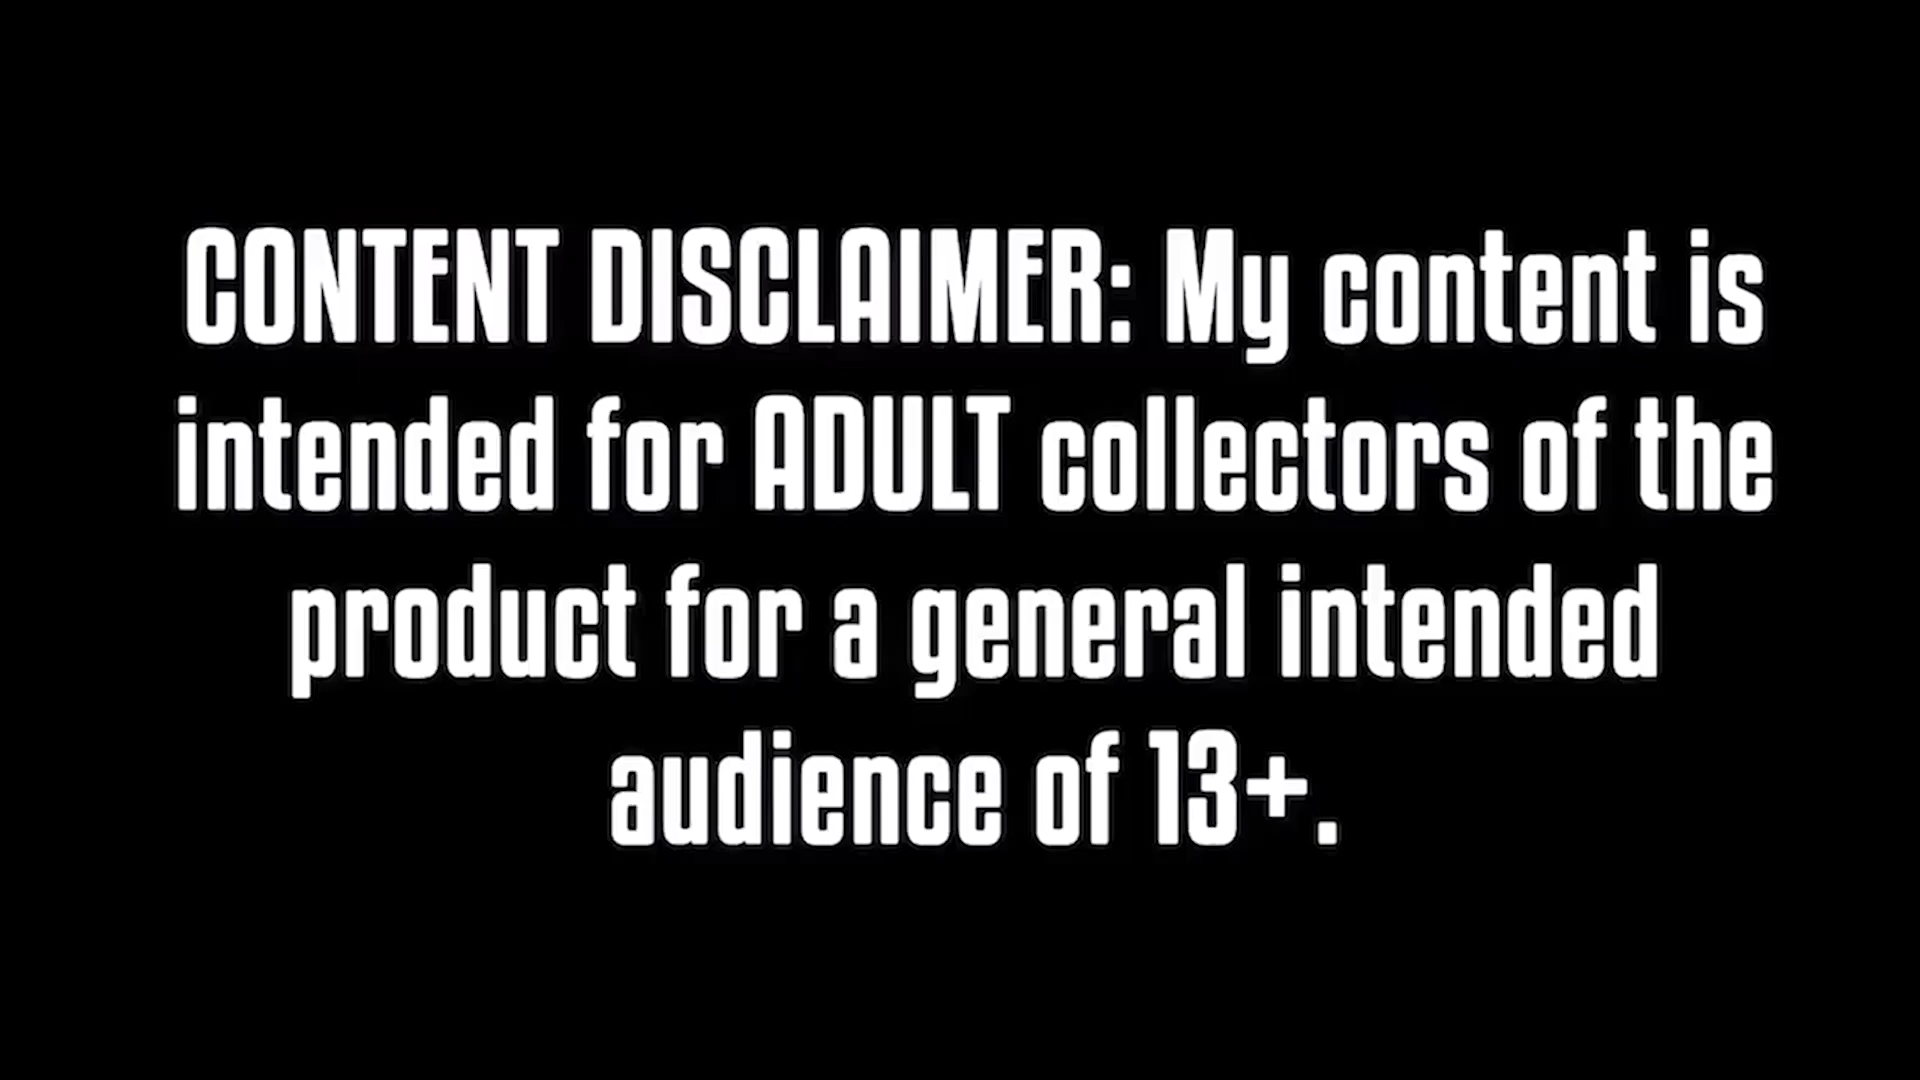 CONTENT DISCLAIMER: My content is
intended for ADULT collectors of the
product for a general intended
audience of 13+.